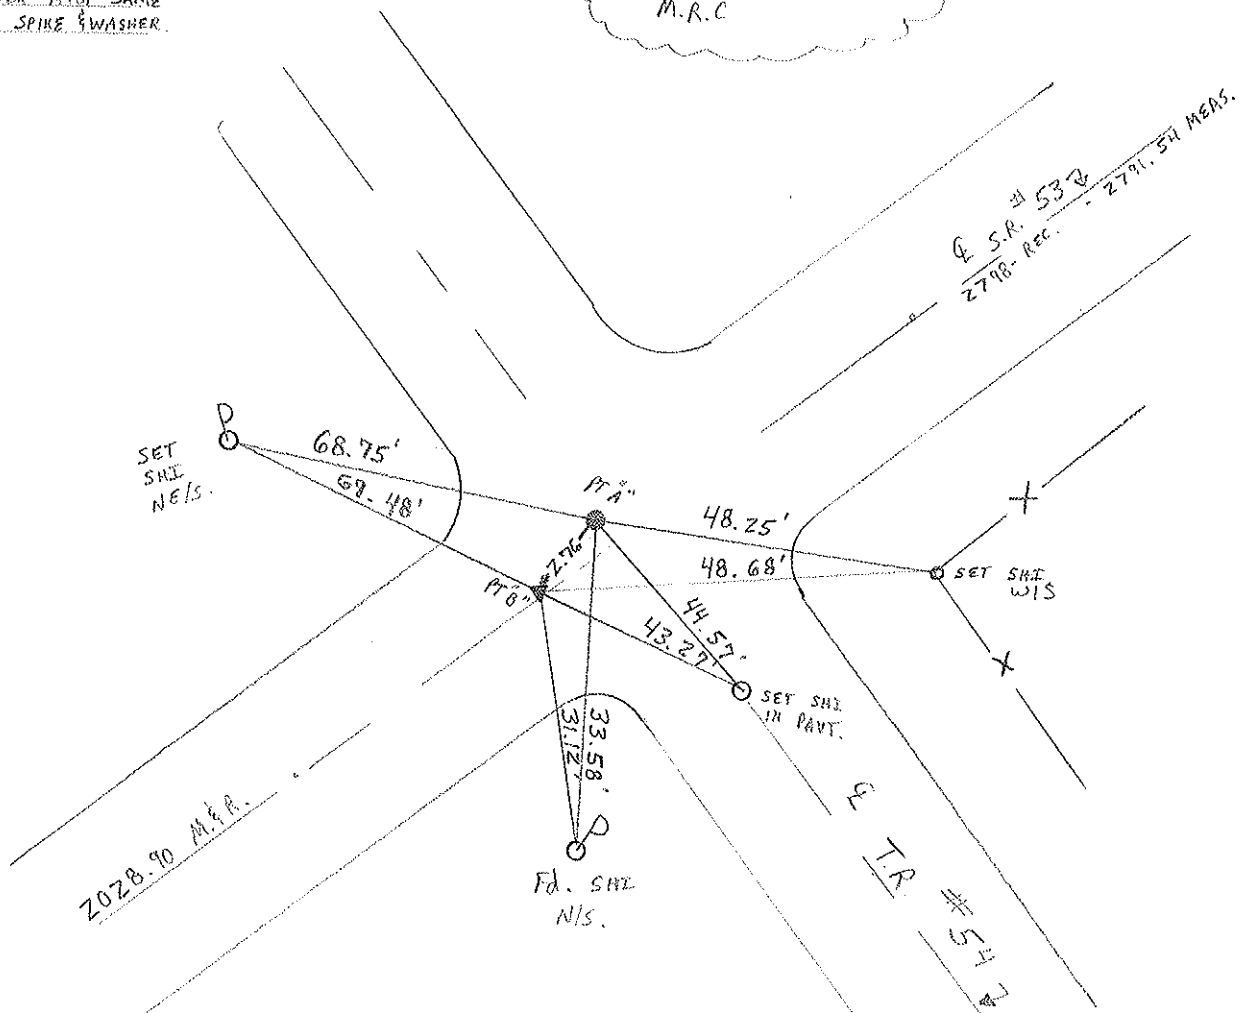 SPIKE & WASHER
M.R.C
℄ S.R. # 532
2798- REC. - 2791.54 MEAS.
SET
SHI
NE/S.
68.75'
67.48'
PT "A"
2.76
PT "B"
48.25'
48.68'
SET SHI
W/S
44.57'
43.27'
SET SHI
IN PAVT.
33.58'
31.12'
Fd. SHI
N/S.
2028.90 M.&R.
℄ T.R. #54